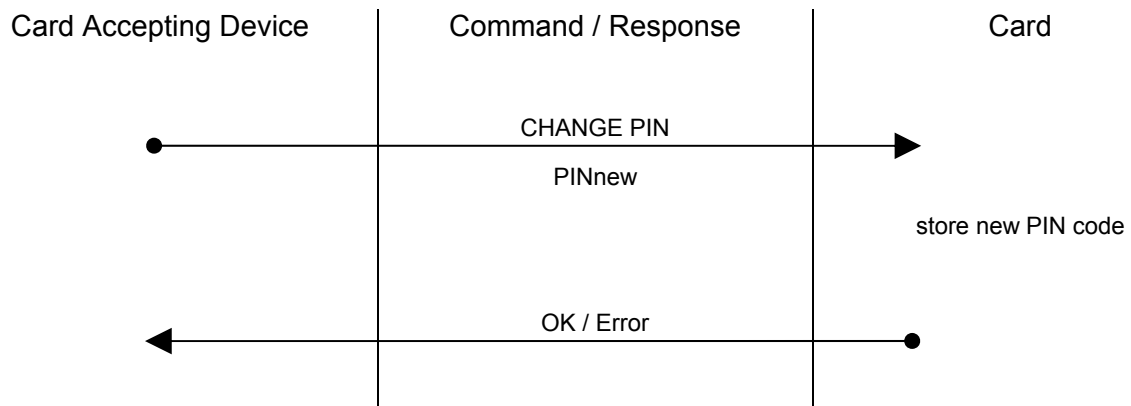 Card Accepting Device
Command / Response
Card
CHANGE PIN
PINnew
store new PIN code
OK / Error